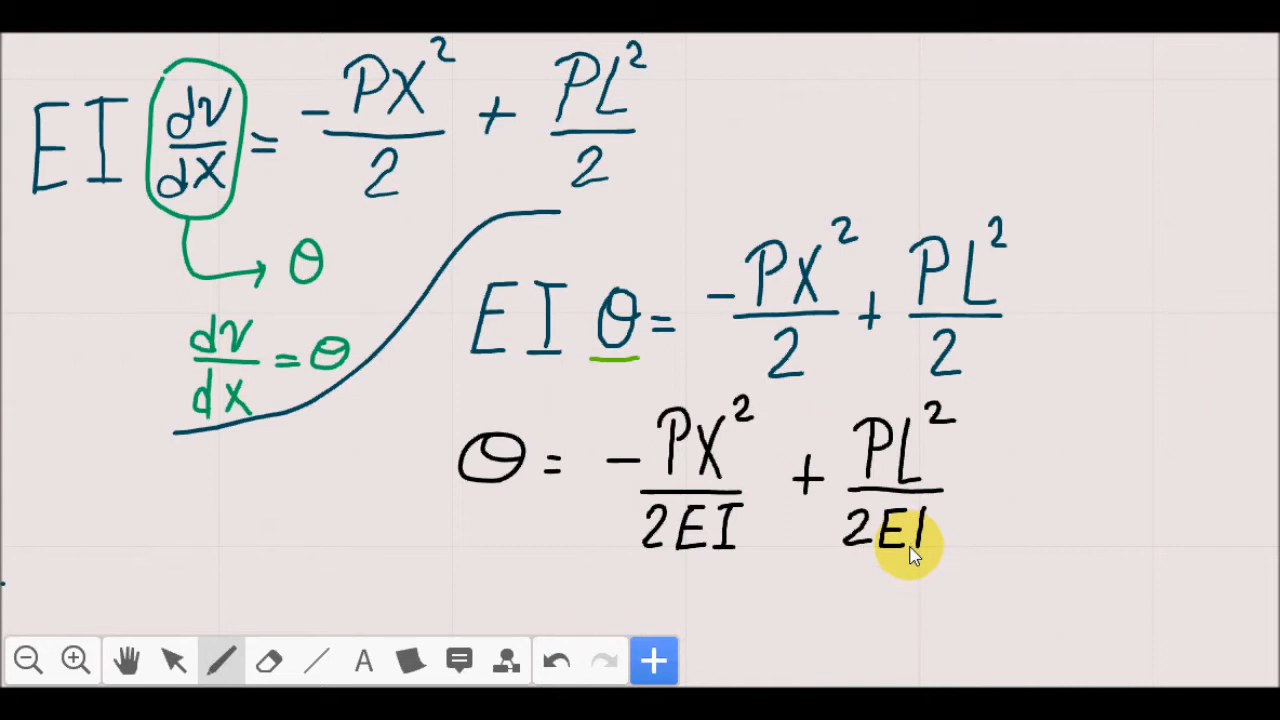 EI dv/dX = -PX²/2 + PL²/2
→ θ
dv/dx = θ
EI θ = -PX²/2 + PL²/2
θ = -PX²/2EI + PL²/2EI
A